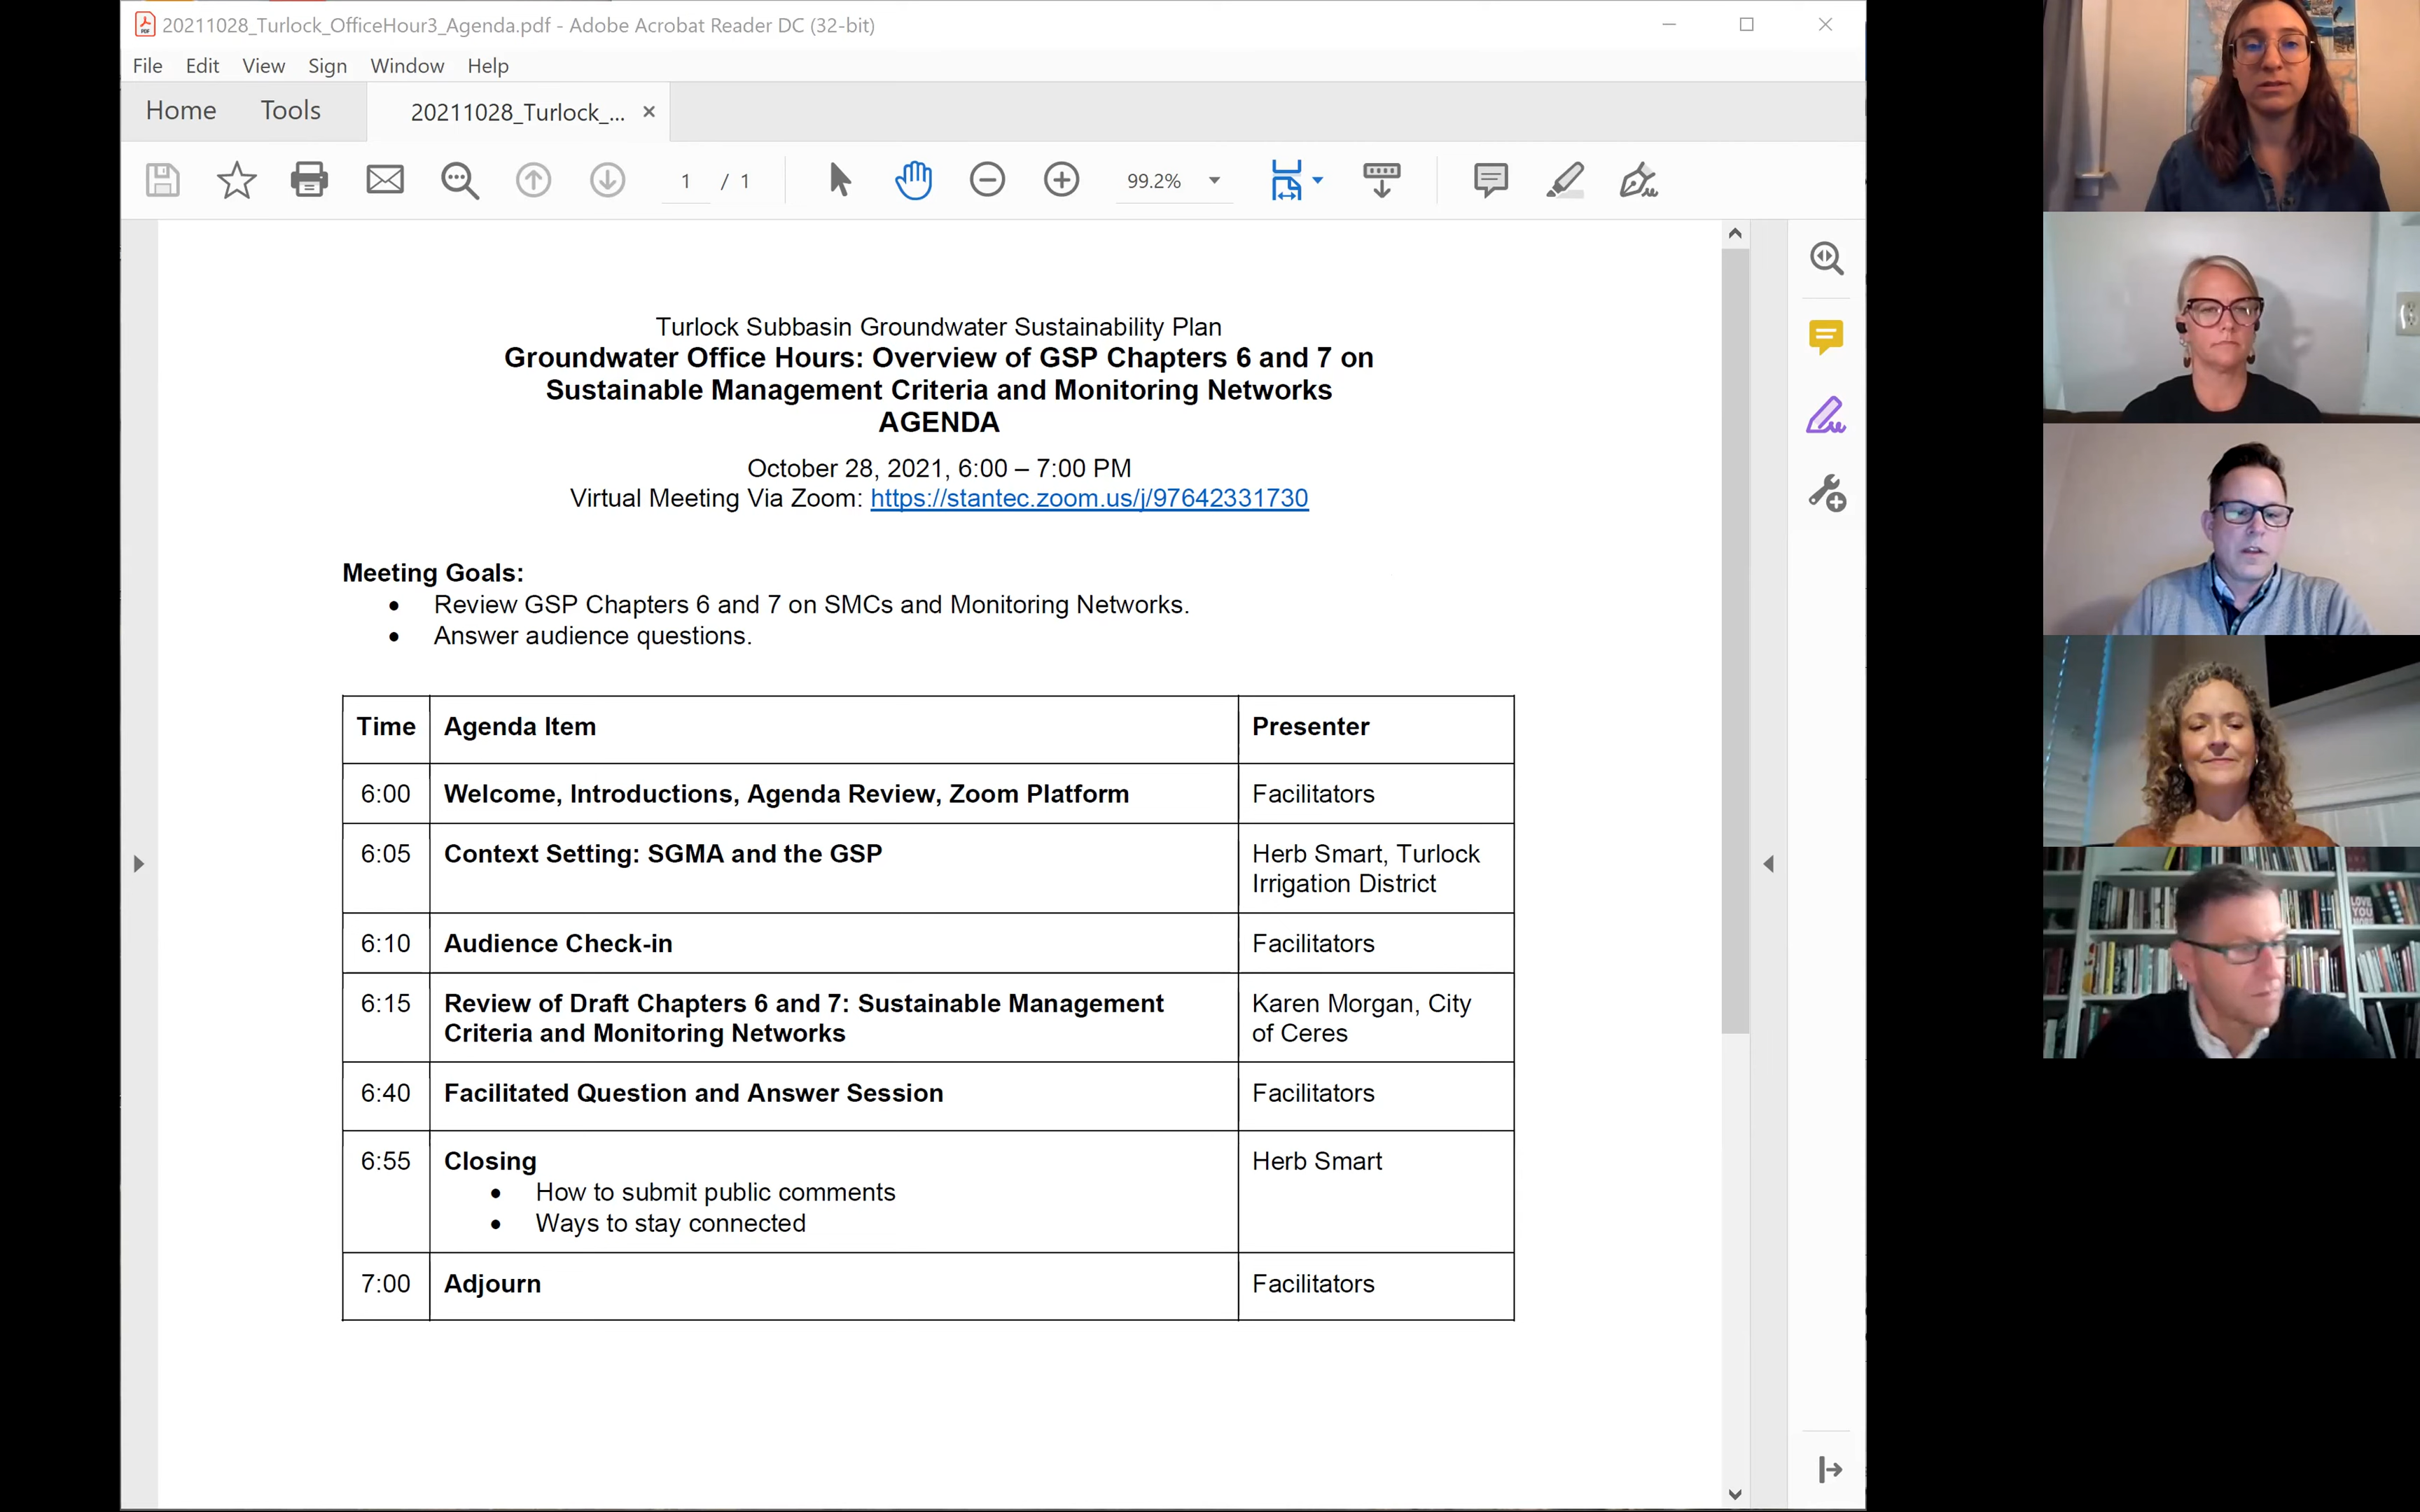 20211028_Turlock_OfficeHour3_Agenda.pdf - Adobe Acrobat Reader DC (32-bit)
File Edit View Sign Window Help
Home Tools 20211028_Turlock_... ×
1 / 1 99.2%
Turlock Subbasin Groundwater Sustainability Plan
Groundwater Office Hours: Overview of GSP Chapters 6 and 7 on
Sustainable Management Criteria and Monitoring Networks
AGENDA
October 28, 2021, 6:00 – 7:00 PM
Virtual Meeting Via Zoom: https://stantec.zoom.us/j/97642331730
Meeting Goals:
• Review GSP Chapters 6 and 7 on SMCs and Monitoring Networks.
• Answer audience questions.
Time Agenda Item Presenter
6:00 Welcome, Introductions, Agenda Review, Zoom Platform Facilitators
6:05 Context Setting: SGMA and the GSP Herb Smart, Turlock
Irrigation District
6:10 Audience Check-in Facilitators
6:15 Review of Draft Chapters 6 and 7: Sustainable Management Karen Morgan, City
Criteria and Monitoring Networks of Ceres
6:40 Facilitated Question and Answer Session Facilitators
6:55 Closing Herb Smart
• How to submit public comments
• Ways to stay connected
7:00 Adjourn Facilitators
LOVE
YOU